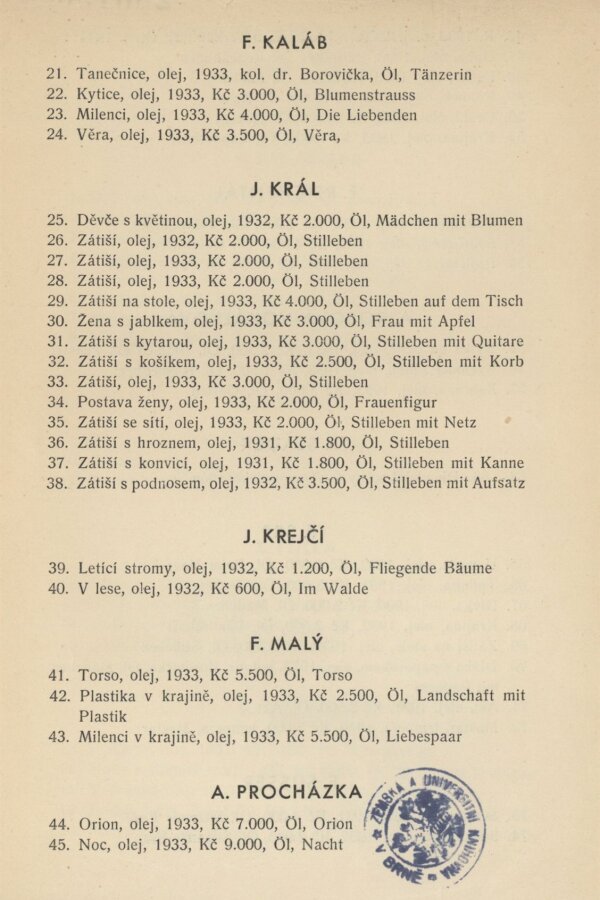 F. KALÁB
21. Tanečnice, olej, 1933, kol. dr. Borovička, Öl, Tänzerin
22. Kytice, olej, 1933, Kč 3.000, Öl, Blumenstrauss
23. Milenci, olej, 1933, Kč 4.000, Öl, Die Liebenden
24. Věra, olej, 1933, Kč 3.500, Öl, Věra,
J. KRÁL
25. Děvče s květinou, olej, 1932, Kč 2.000, Öl, Mädchen mit Blumen
26. Zátiší, olej, 1932, Kč 2.000, Öl, Stilleben
27. Zátiší, olej, 1933, Kč 2.000, Öl, Stilleben
28. Zátiší, olej, 1933, Kč 2.000, Öl, Stilleben
29. Zátiší na stole, olej, 1933, Kč 4.000, Öl, Stilleben auf dem Tisch
30. Žena s jablkem, olej, 1933, Kč 3.000, Öl, Frau mit Apfel
31. Zátiší s kytarou, olej, 1933, Kč 3.000, Öl, Stilleben mit Quitare
32. Zátiší s košíkem, olej, 1933, Kč 2.500, Öl, Stilleben mit Korb
33. Zátiší, olej, 1933, Kč 3.000, Öl, Stilleben
34. Postava ženy, olej, 1933, Kč 2.000, Öl, Frauenfigur
35. Zátiší se sítí, olej, 1933, Kč 2.000, Öl, Stilleben mit Netz
36. Zátiší s hroznem, olej, 1931, Kč 1.800, Öl, Stilleben
37. Zátiší s konvicí, olej, 1931, Kč 1.800, Öl, Stilleben mit Kanne
38. Zátiší s podnosem, olej, 1932, Kč 3.500, Öl, Stilleben mit Aufsatz
J. KREJČÍ
39. Letící stromy, olej, 1932, Kč 1.200, Öl, Fliegende Bäume
40. V lese, olej, 1932, Kč 600, Öl, Im Walde
F. MALÝ
41. Torso, olej, 1933, Kč 5.500, Öl, Torso
42. Plastika v krajině, olej, 1933, Kč 2.500, Öl, Landschaft mit
Plastik
43. Milenci v krajině, olej, 1933, Kč 5.500, Öl, Liebespaar
A. PROCHÁZKA
44. Orion, olej, 1933, Kč 7.000, Öl, Orion
45. Noc, olej, 1933, Kč 9.000, Öl, Nacht
ZEMSKÁ A UNIVERSITNÍ KNIHOVNA
V BRNĚ